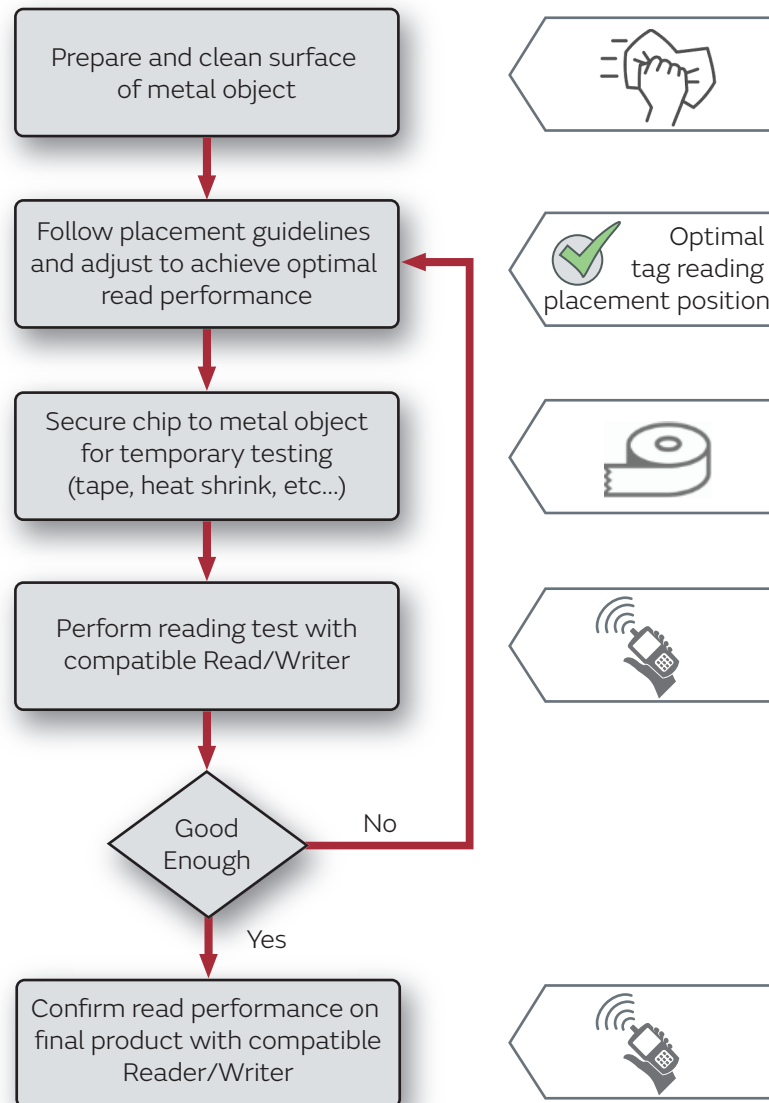 Prepare and clean surface
of metal object
Follow placement guidelines
and adjust to achieve optimal
read performance
Optimal
tag reading
placement position
Secure chip to metal object
for temporary testing
(tape, heat shrink, etc...)
Perform reading test with
compatible Read/Writer
Good
Enough
No
Yes
Confirm read performance on
final product with compatible
Reader/Writer